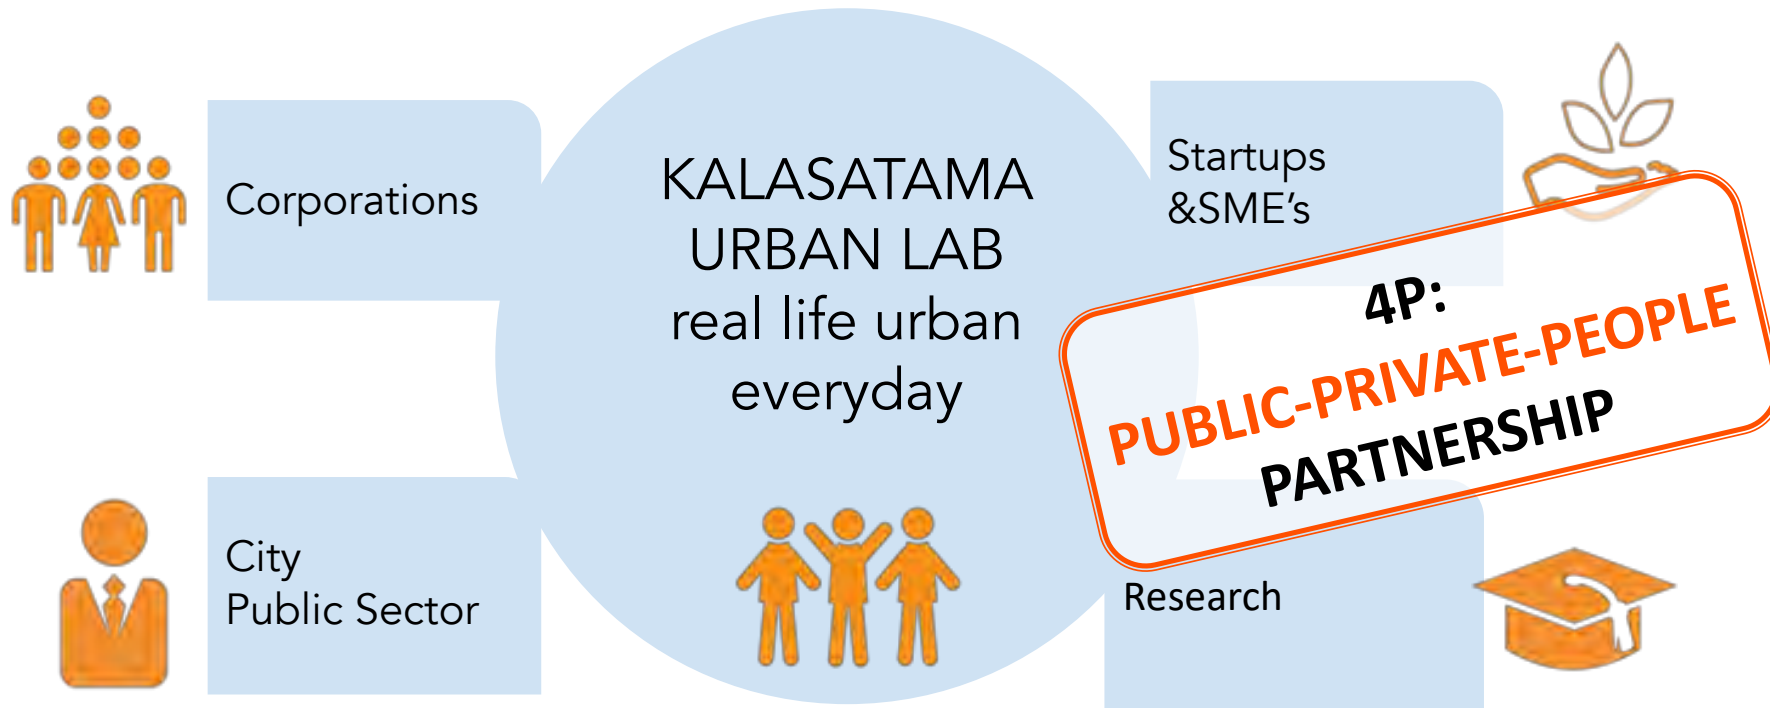 Corporations
KALASATAMA
URBAN LAB
real life urban
everyday
Startups
&SME's
4P:
PUBLIC-PRIVATE-PEOPLE
PARTNERSHIP
City
Public Sector
Research